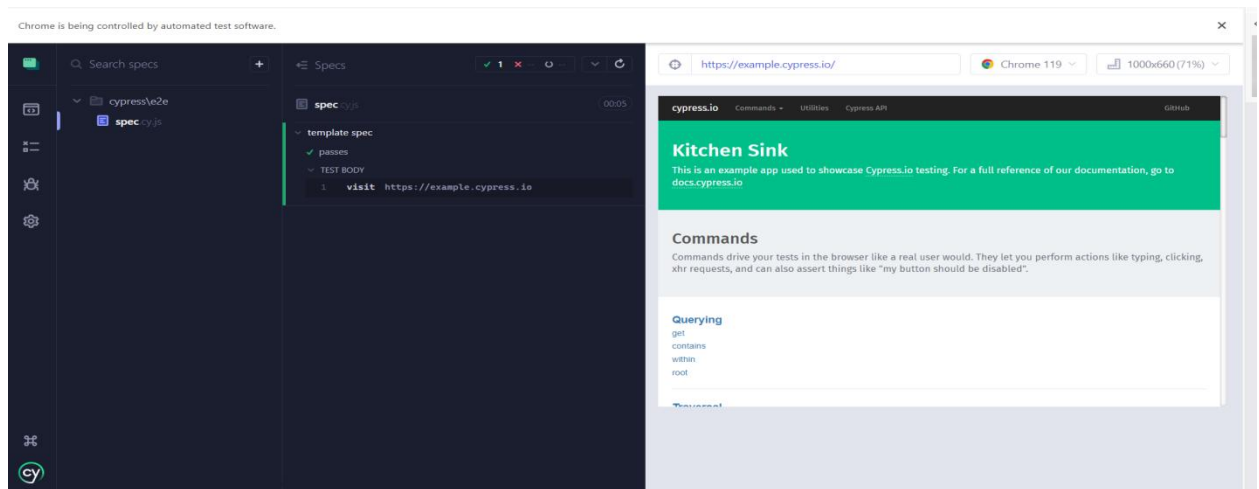 Chrome is being controlled by automated test software.
Search specs
+
Specs
1
--
--
https://example.cypress.io/
Chrome 119
1000x660 (71%)
cypress\e2e
spec.cy.js
spec.cy.js
00:05
template spec
passes
TEST BODY
1 visit https://example.cypress.io
cypress.io Commands Utilities Cypress API GitHub
Kitchen Sink
This is an example app used to showcase Cypress.io testing. For a full reference of our documentation, go to
docs.cypress.io
Commands
Commands drive your tests in the browser like a real user would. They let you perform actions like typing, clicking,
xhr requests, and can also assert things like "my button should be disabled".
Querying
get
contains
within
root
Traversal
cy